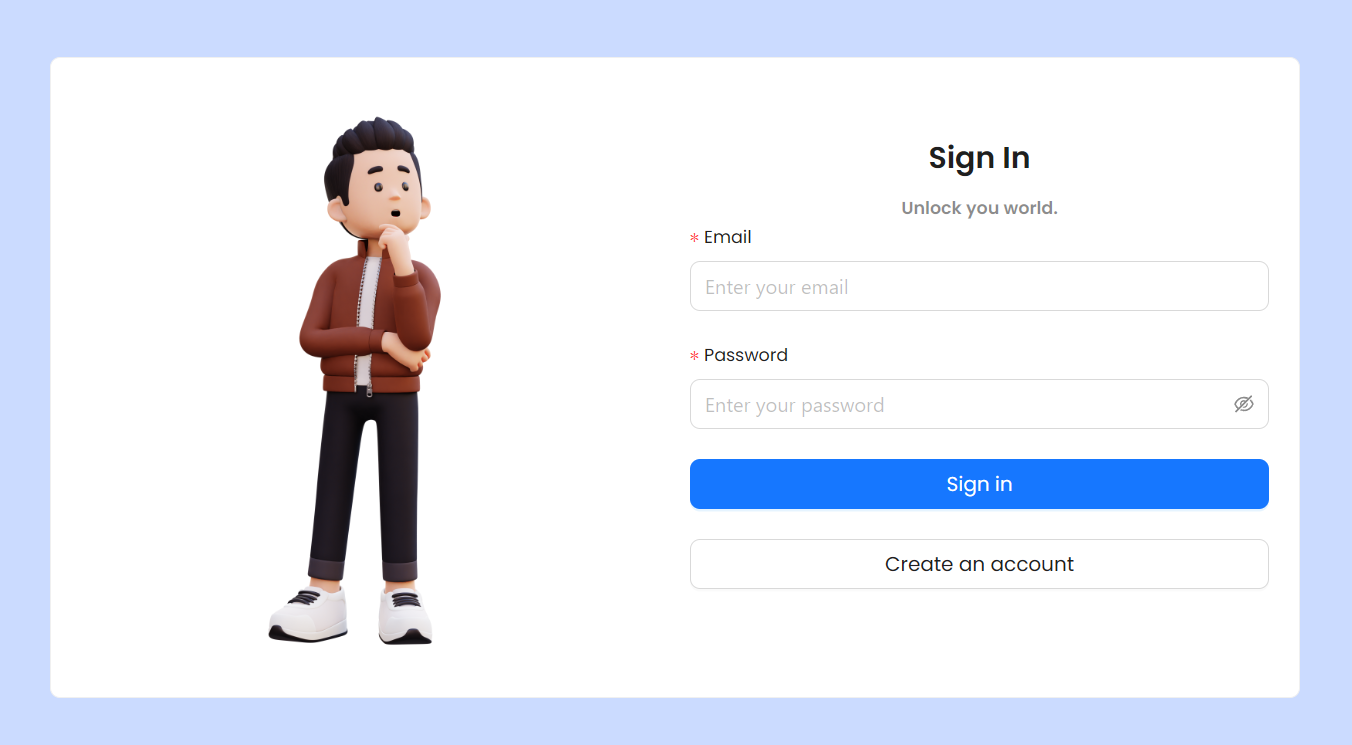 Sign In
Unlock you world.
* Email
Enter your email
* Password
Enter your password
Sign in
Create an account